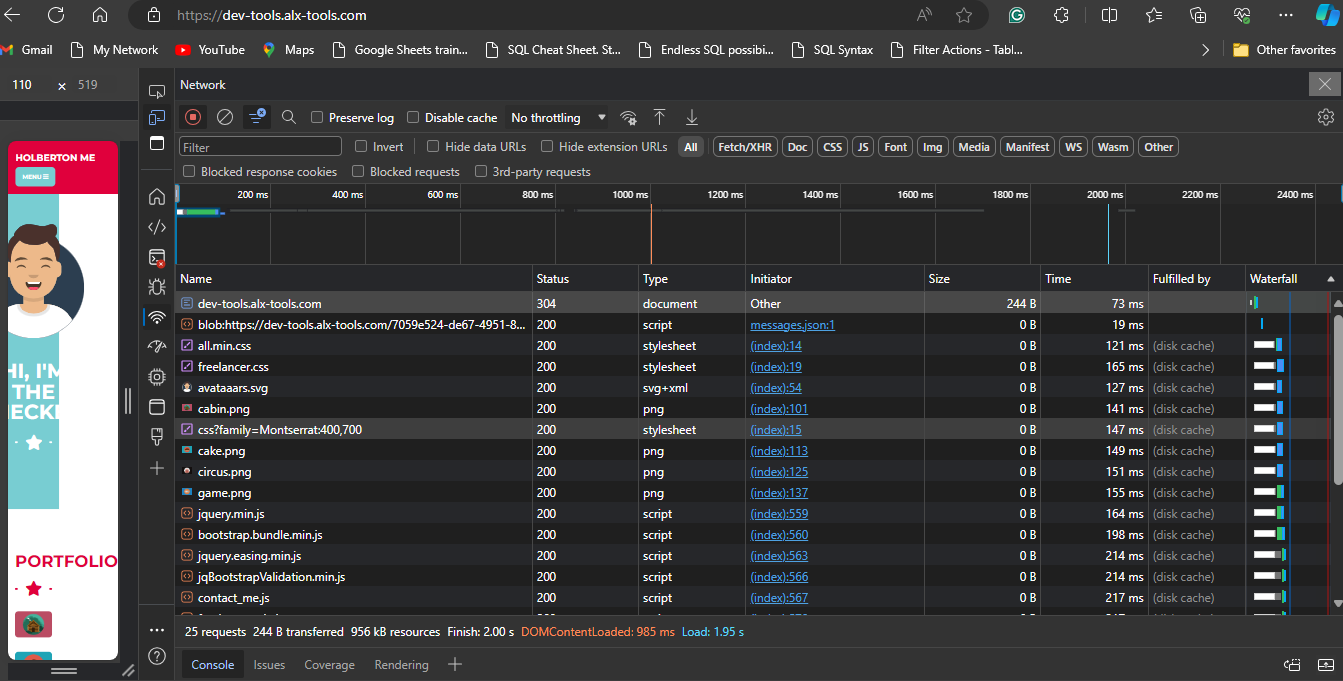 https://dev-tools.alx-tools.com
Gmail My Network YouTube Maps Google Sheets train... SQL Cheat Sheet. St... Endless SQL possibi... SQL Syntax Filter Actions - Tabl... Other favorites
110 x 519
Network
Preserve log Disable cache No throttling
Filter Invert Hide data URLs Hide extension URLs All Fetch/XHR Doc CSS JS Font Img Media Manifest WS Wasm Other
Blocked response cookies Blocked requests 3rd-party requests
200 ms 400 ms 600 ms 800 ms 1000 ms 1200 ms 1400 ms 1600 ms 1800 ms 2000 ms 2200 ms 2400 ms
HOLBERTON ME
MENU
HI, I'M
THE
PORTFOLIO
Name Status Type Initiator Size Time Fulfilled by Waterfall
dev-tools.alx-tools.com 304 document Other 244 B 73 ms
blob:https://dev-tools.alx-tools.com/7059e524-de67-4951-8... 200 script messages.json:1 0 B 19 ms
all.min.css 200 stylesheet (index):14 0 B 121 ms (disk cache)
freelancer.css 200 stylesheet (index):19 0 B 165 ms (disk cache)
avataaars.svg 200 svg+xml (index):54 0 B 127 ms (disk cache)
cabin.png 200 png (index):101 0 B 141 ms (disk cache)
css?family=Montserrat:400,700 200 stylesheet (index):15 0 B 147 ms (disk cache)
cake.png 200 png (index):113 0 B 149 ms (disk cache)
circus.png 200 png (index):125 0 B 151 ms (disk cache)
game.png 200 png (index):137 0 B 155 ms (disk cache)
jquery.min.js 200 script (index):559 0 B 164 ms (disk cache)
bootstrap.bundle.min.js 200 script (index):560 0 B 198 ms (disk cache)
jquery.easing.min.js 200 script (index):563 0 B 214 ms (disk cache)
jqBootstrapValidation.min.js 200 script (index):566 0 B 214 ms (disk cache)
contact_me.js 200 script (index):567 0 B 217 ms (disk cache)
25 requests 244 B transferred 956 kB resources Finish: 2.00 s DOMContentLoaded: 985 ms Load: 1.95 s
Console Issues Coverage Rendering